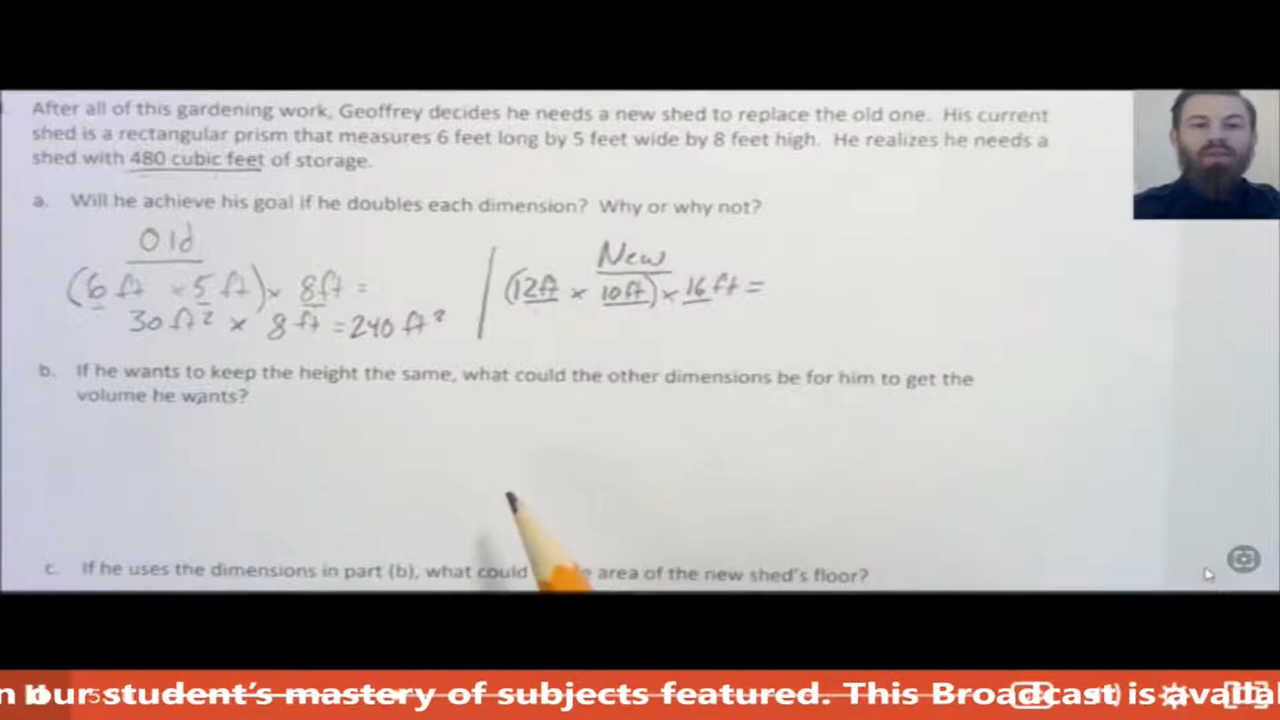 After all of this gardening work, Geoffrey decides he needs a new shed to replace the old one. His current
shed is a rectangular prism that measures 6 feet long by 5 feet wide by 8 feet high. He realizes he needs a
shed with 480 cubic feet of storage.
a. Will he achieve his goal if he doubles each dimension? Why or why not?
Old
(6 ft × 5 ft) × 8ft =
30 ft² × 8 ft = 240 ft³
New
(12ft × 10ft) × 16 ft =
b. If he wants to keep the height the same, what could the other dimensions be for him to get the
volume he wants?
c. If he uses the dimensions in part (b), what could area of the new shed's floor?
n our student's mastery of subjects featured. This Broadcast is availa